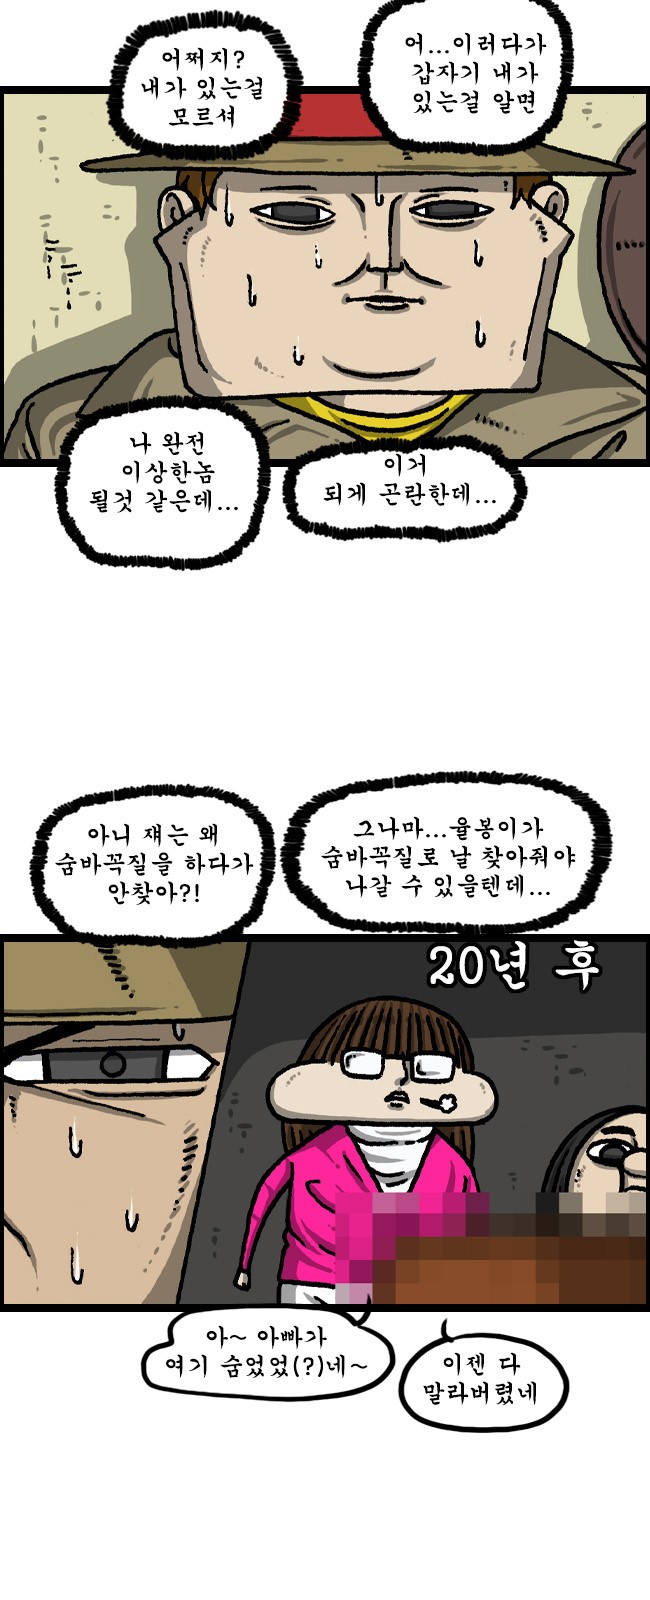 어쩌지?
내가 있는걸
모르셔
어...이러다가
갑자기 내가
있는걸 알면
나 완전
이상한놈
될것 같은데...
이거
되게 곤란한데...
아니 쟤는 왜
숨바꼭질을 하다가
안찾아?!
그나마...율봉이가
숨바꼭질로 날 찾아줘야
나갈 수 있을텐데...
20년 후
아~ 아빠가
여기 숨었었(?)네~
이젠 다
말라버렸네